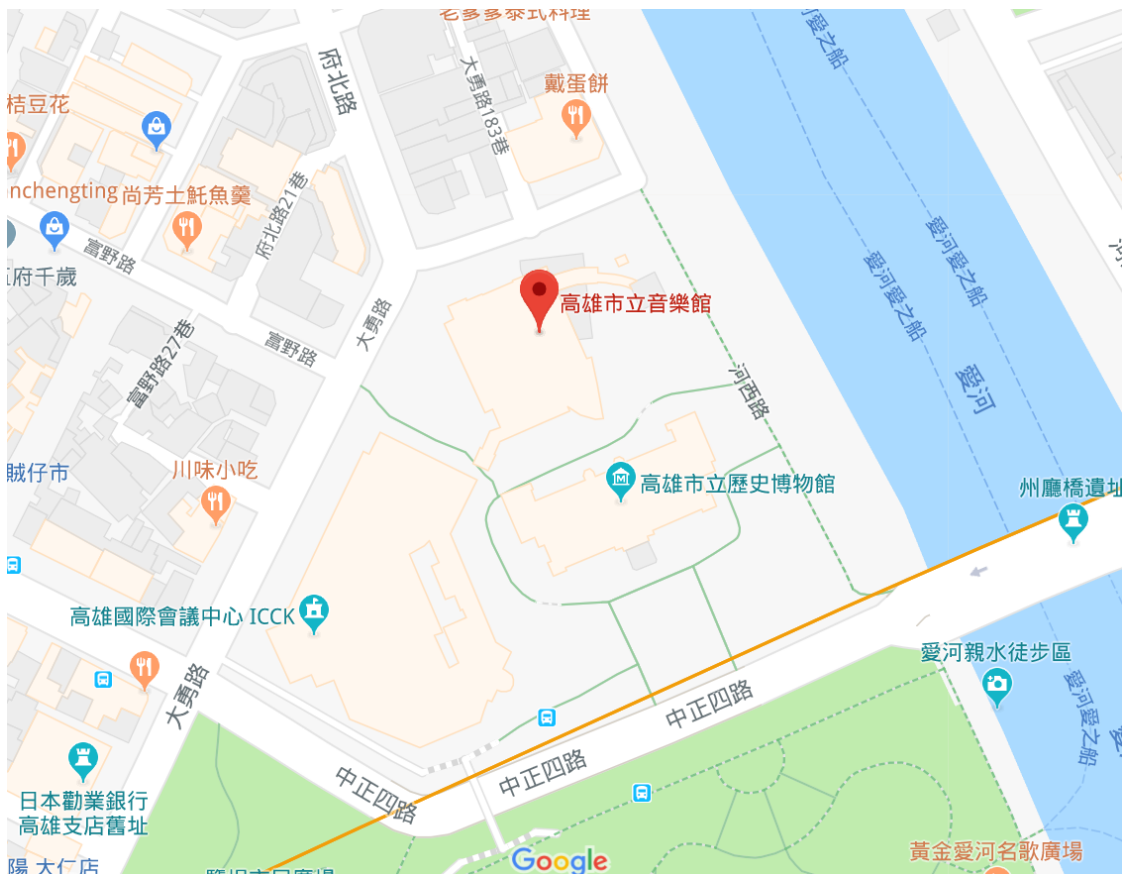 老爹爹泰式料理
愛河愛之船
府北路
大勇路183巷
戴蛋餅
桔豆花
nchengting
尚芳土魠魚羹
府北路21巷
富野路
府千歲
愛河愛之船
愛河愛之船
大勇路
高雄市立音樂館
富野路
富野路27巷
河西路
愛河
賊仔市
川味小吃
高雄市立歷史博物館
州廳橋遺址
高雄國際會議中心 ICCK
愛河親水徒步區
大勇路
中正四路
愛河愛之船
中正四路
中正四路
日本勸業銀行
高雄支店舊址
陽 大仁店
Google
黃金愛河名歌廣場